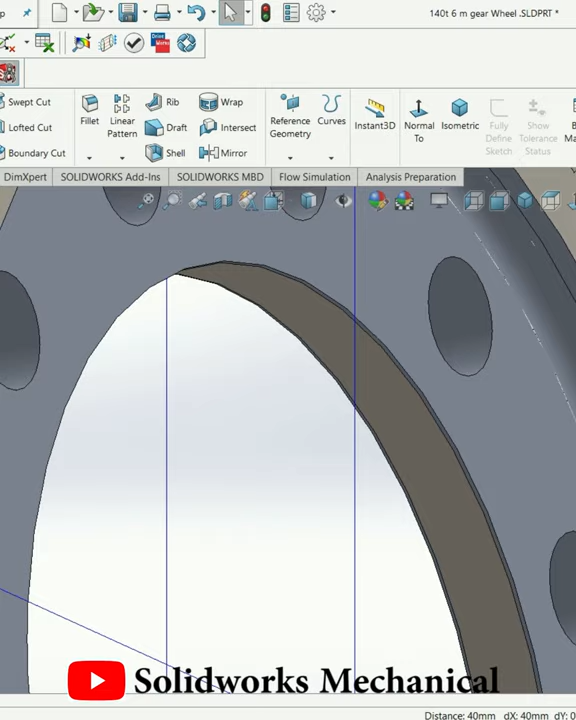 140t 6 m gear Wheel .SLDPRT *
Swept Cut
Lofted Cut
Boundary Cut
Fillet
Linear
Pattern
Rib
Draft
Shell
Wrap
Intersect
Mirror
Reference
Geometry
Curves
Instant3D
Normal
To
Isometric
Fully
Define
Sketch
Show
Tolerance
Status
DimXpert
SOLIDWORKS Add-Ins
SOLIDWORKS MBD
Flow Simulation
Analysis Preparation
Solidworks Mechanical
Distance: 40mm dX: 40mm dY: 0